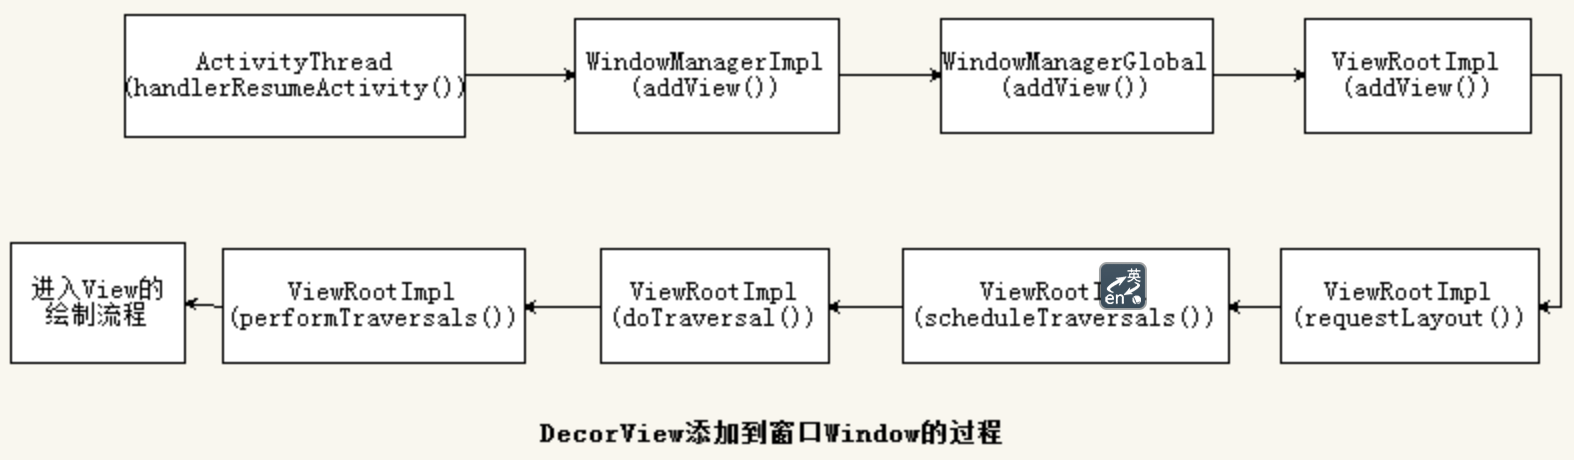 ActivityThread
(handlerResumeActivity())
WindowManagerImpl
(addView())
WindowManagerGlobal
(addView())
ViewRootImpl
(addView())
进入View的
绘制流程
ViewRootImpl
(performTraversals())
ViewRootImpl
(doTraversal())
ViewRootI
(scheduleTraversals())
英
en
ViewRootImpl
(requestLayout())
DecorView添加到窗口Window的过程